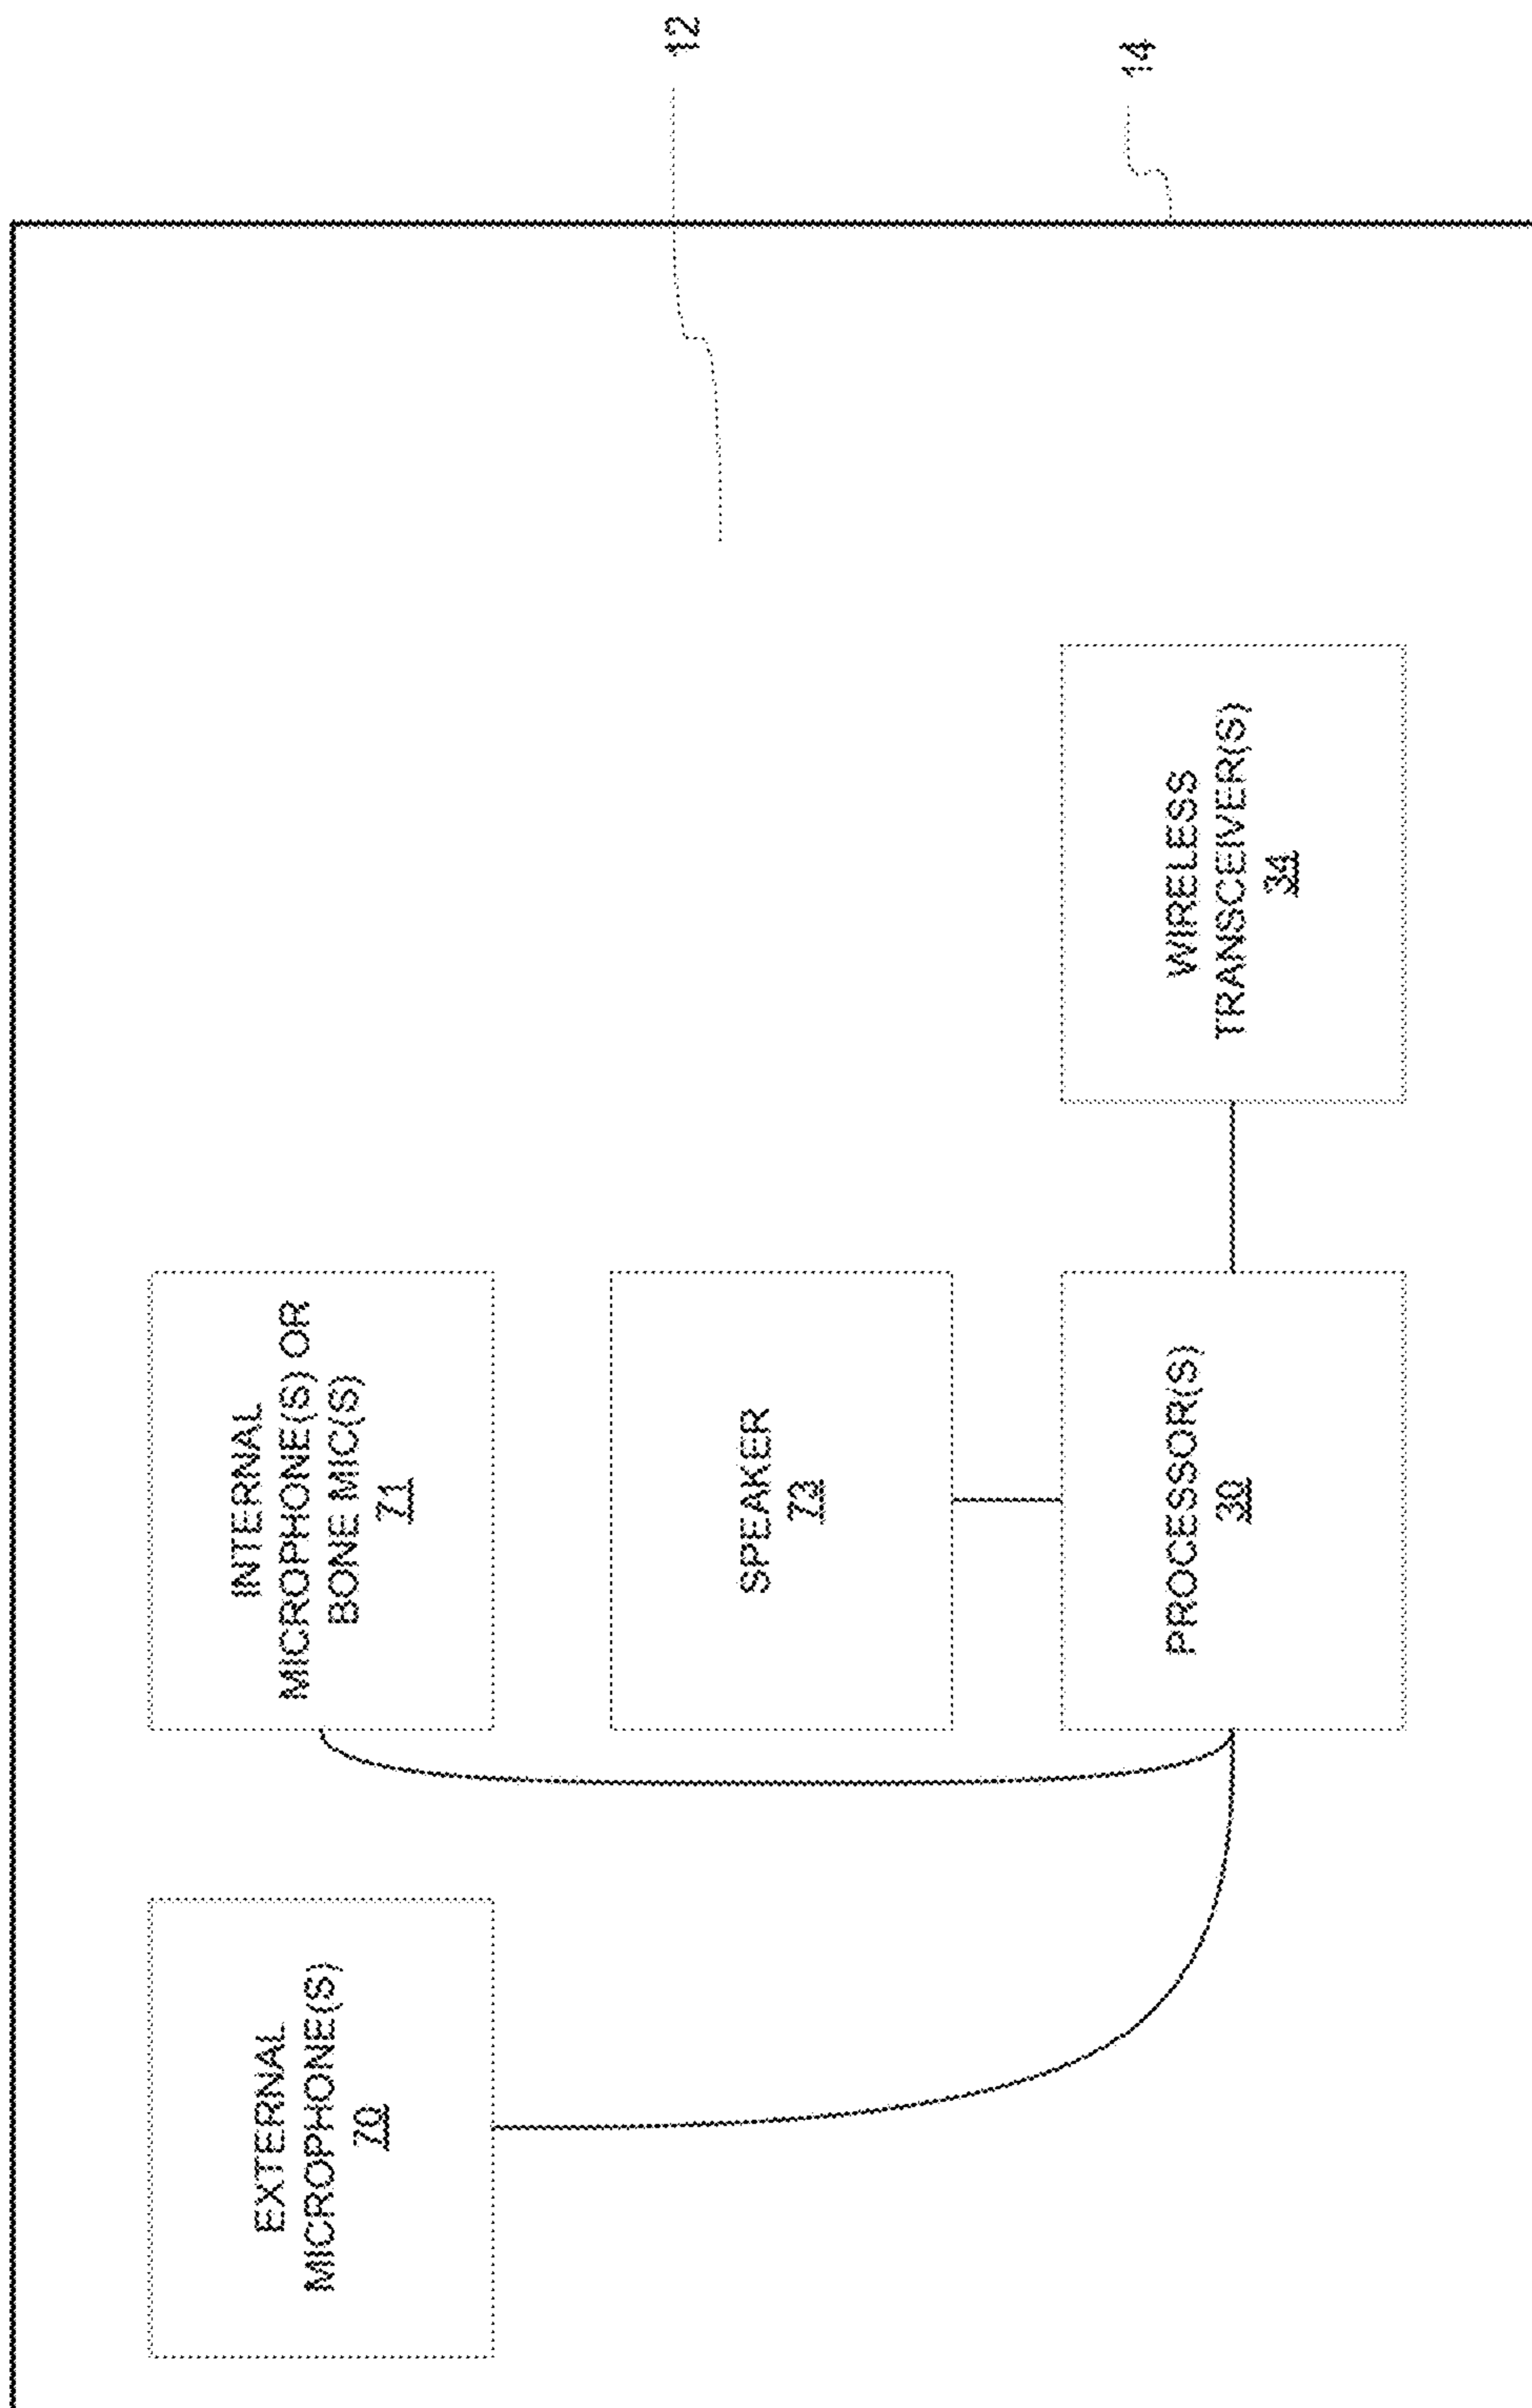 EXTERNAL
MICROPHONE(S)
70
INTERNAL
MICROPHONE(S) OR
BONE MIC(S)
71
SPEAKER
73
PROCESSOR(S)
30
WIRELESS
TRANSCEIVER(S)
34
12
14